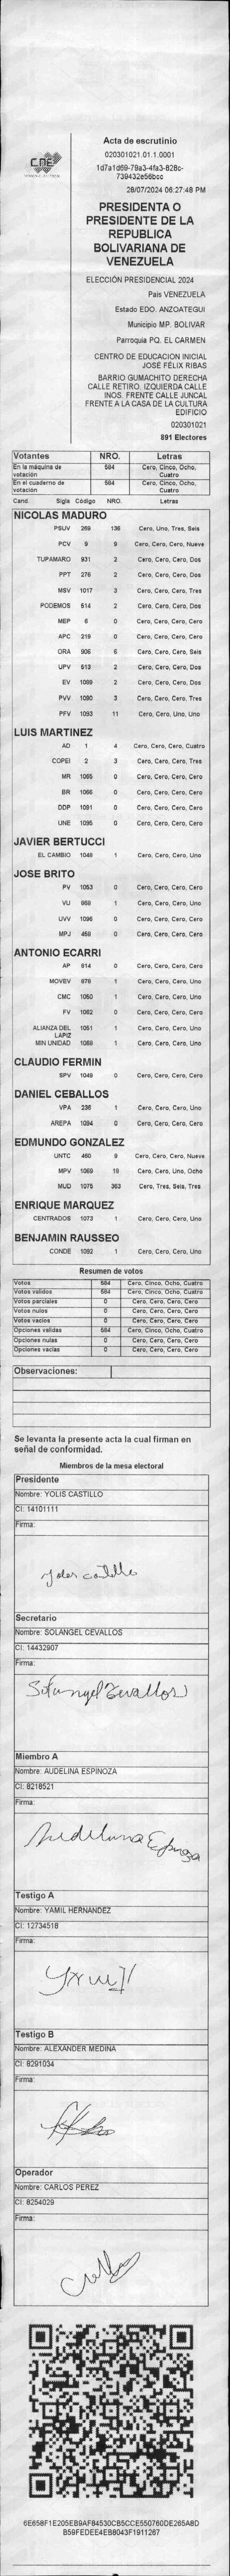 CNE
Acta de escrutinio
020301021.01.1.0001
1d7a1d69-79a3-4fa3-828c-
739432e56bcc
28/07/2024 06:27:48 PM
PRESIDENTA O
PRESIDENTE DE LA
REPUBLICA
BOLIVARIANA DE
VENEZUELA
ELECCIÓN PRESIDENCIAL 2024
Pais VENEZUELA
Estado EDO. ANZOATEGUI
Municipio MP. BOLIVAR
Parroquia PQ. EL CARMEN
CENTRO DE EDUCACION INICIAL
JOSÉ FÉLIX RIBAS
BARRIO GUMACHITO DERECHA
CALLE RETIRO. IZQUIERDA CALLE
INOS. FRENTE CALLE JUNCAL
FRENTE A LA CASA DE LA CULTURA
EDIFICIO
020301021
891 Electores
Votantes NRO. Letras
En la máquina de votación 584 Cero, Cinco, Ocho, Cuatro
En el cuaderno de votación 584 Cero, Cinco, Ocho, Cuatro
Cand. Sigla Código NRO. Letras
NICOLAS MADURO
PSUV 269 136 Cero, Uno, Tres, Seis
PCV 9 9 Cero, Cero, Cero, Nueve
TUPAMARO 931 2 Cero, Cero, Cero, Dos
PPT 276 2 Cero, Cero, Cero, Dos
MSV 1017 3 Cero, Cero, Cero, Tres
PODEMOS 514 2 Cero, Cero, Cero, Dos
MEP 6 0 Cero, Cero, Cero, Cero
APC 219 0 Cero, Cero, Cero, Cero
ORA 906 6 Cero, Cero, Cero, Seis
UPV 513 2 Cero, Cero, Cero, Dos
EV 1089 2 Cero, Cero, Cero, Dos
PVV 1090 3 Cero, Cero, Cero, Tres
PFV 1093 11 Cero, Cero, Uno, Uno
LUIS MARTINEZ
AD 1 4 Cero, Cero, Cero, Cuatro
COPEI 2 3 Cero, Cero, Cero, Tres
MR 1065 0 Cero, Cero, Cero, Cero
BR 1066 0 Cero, Cero, Cero, Cero
DDP 1091 0 Cero, Cero, Cero, Cero
UNE 1095 0 Cero, Cero, Cero, Cero
JAVIER BERTUCCI
EL CAMBIO 1048 1 Cero, Cero, Cero, Uno
JOSE BRITO
PV 1053 0 Cero, Cero, Cero, Cero
VU 868 1 Cero, Cero, Cero, Uno
UVV 1096 0 Cero, Cero, Cero, Cero
MPJ 458 0 Cero, Cero, Cero, Cero
ANTONIO ECARRI
AP 814 0 Cero, Cero, Cero, Cero
MOVEV 878 1 Cero, Cero, Cero, Uno
CMC 1050 1 Cero, Cero, Cero, Uno
FV 1082 0 Cero, Cero, Cero, Cero
ALIANZA DEL LAPIZ 1051 1 Cero, Cero, Cero, Uno
MIN UNIDAD 1088 1 Cero, Cero, Cero, Uno
CLAUDIO FERMIN
SPV 1049 0 Cero, Cero, Cero, Cero
DANIEL CEBALLOS
VPA 236 1 Cero, Cero, Cero, Uno
AREPA 1094 0 Cero, Cero, Cero, Cero
EDMUNDO GONZALEZ
UNTC 460 9 Cero, Cero, Cero, Nueve
MPV 1069 18 Cero, Cero, Uno, Ocho
MUD 1075 363 Cero, Tres, Seis, Tres
ENRIQUE MARQUEZ
CENTRADOS 1073 1 Cero, Cero, Cero, Uno
BENJAMIN RAUSSEO
CONDE 1092 1 Cero, Cero, Cero, Uno
Resumen de votos
Votos 584 Cero, Cinco, Ocho, Cuatro
Votos validos 584 Cero, Cinco, Ocho, Cuatro
Votos parciales 0 Cero, Cero, Cero, Cero
Votos nulos 0 Cero, Cero, Cero, Cero
Votos vacios 0 Cero, Cero, Cero, Cero
Opciones validas 584 Cero, Cinco, Ocho, Cuatro
Opciones nulas 0 Cero, Cero, Cero, Cero
Opciones vacias 0 Cero, Cero, Cero, Cero
Observaciones:
Se levanta la presente acta la cual firman en
señal de conformidad.
Miembros de la mesa electoral
Presidente
Nombre: YOLIS CASTILLO
CI: 14101111
Firma:
Yoles castillo
Secretario
Nombre: SOLANGEL CEVALLOS
CI: 14432907
Firma:
Solangel Zevallos
Miembro A
Nombre: AUDELINA ESPINOZA
CI: 8218521
Firma:
Audelina Espinoza
Testigo A
Nombre: YAMIL HERNANDEZ
CI: 12734518
Firma:
Testigo B
Nombre: ALEXANDER MEDINA
CI: 8291034
Firma:
Operador
Nombre: CARLOS PEREZ
CI: 8254029
Firma:
6E658F1E205EB9AF84530CB5CCE550760DE265A8D
B59FEDEE4EB8043F1911267